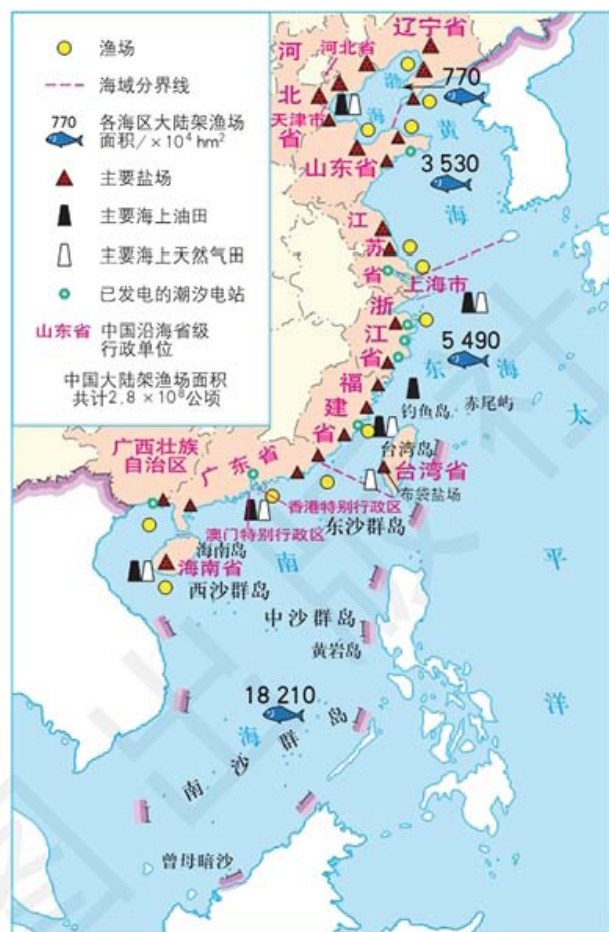 渔场
海域分界线
770 各海区大陆架渔场
面积/×10⁴ hm²
主要盐场
主要海上油田
主要海上天然气田
已发电的潮汐电站
山东省 中国沿海省级
行政单位
中国大陆架渔场面积
共计2.8×10⁸公顷
辽宁省
河北省
河北省
天津市
渤海
770
山东省
黄海
3 530
江苏省
上海市
浙江省
5 490
东海
福建省
钓鱼岛
赤尾屿
太平洋
台湾岛
台湾省
布袋盐场
广西壮族
自治区
广东省
香港特别行政区
澳门特别行政区
东沙群岛
海南岛
海南省
南海
西沙群岛
中沙群岛
黄岩岛
18 210
南沙群岛
曾母暗沙